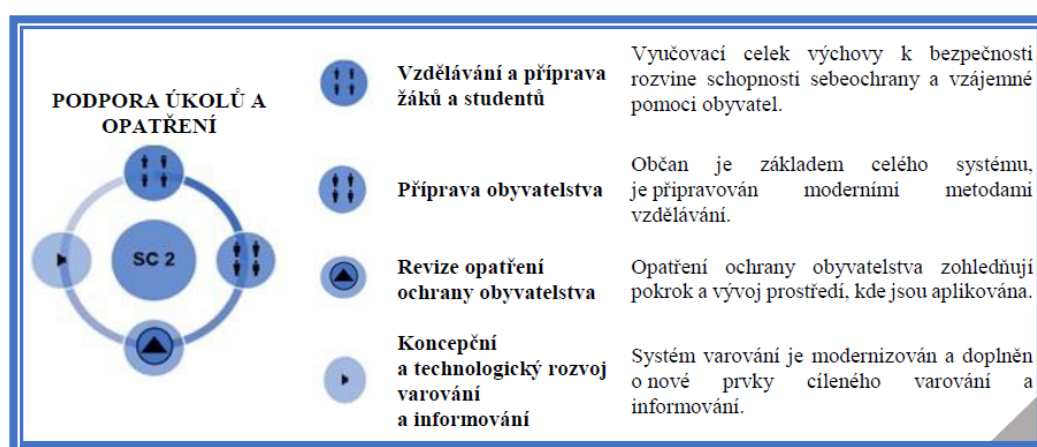 PODPORA ÚKOLŮ A
OPATŘENÍ
SC 2
Vzdělávání a příprava
žáků a studentů
Vyučovací celek výchovy k bezpečnosti
rozvine schopnosti sebeochrany a vzájemné
pomoci obyvatel.
Příprava obyvatelstva
Občan je základem celého systému,
je připravován moderními metodami
vzdělávání.
Revize opatření
ochrany obyvatelstva
Opatření ochrany obyvatelstva zohledňují
pokrok a vývoj prostředí, kde jsou aplikována.
Koncepční
a technologický rozvoj
varování
a informování
Systém varování je modernizován a doplněn
o nové prvky cíleného varování a
informování.